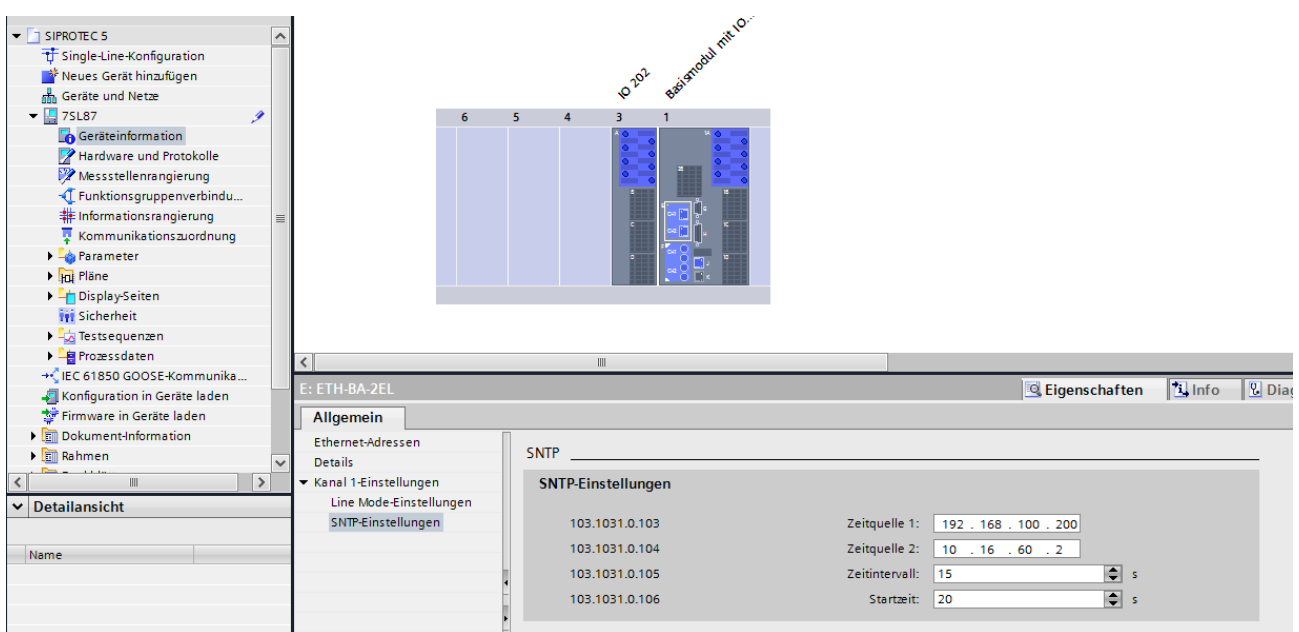 SIPROTEC 5
Single-Line-Konfiguration
Neues Gerät hinzufügen
Geräte und Netze
7SL87
Geräteinformation
Hardware und Protokolle
Messstellenrangierung
Funktionsgruppenverbindu...
Informationsrangierung
Kommunikationszuordnung
Parameter
Pläne
Display-Seiten
Sicherheit
Testsequenzen
Prozessdaten
IEC 61850 GOOSE-Kommunika...
Konfiguration in Geräte laden
Firmware in Geräte laden
Dokument-Information
Rahmen
Detailansicht
Name
IO 202
Basismodul mit IO...
6 5 4 3 1
E: ETH-BA-2EL
Eigenschaften
Info
Diag
Allgemein
Ethernet-Adressen
Details
Kanal 1-Einstellungen
Line Mode-Einstellungen
SNTP-Einstellungen
SNTP
SNTP-Einstellungen
103.1031.0.103 Zeitquelle 1: 192 . 168 . 100 . 200
103.1031.0.104 Zeitquelle 2: 10 . 16 . 60 . 2
103.1031.0.105 Zeitintervall: 15 s
103.1031.0.106 Startzeit: 20 s